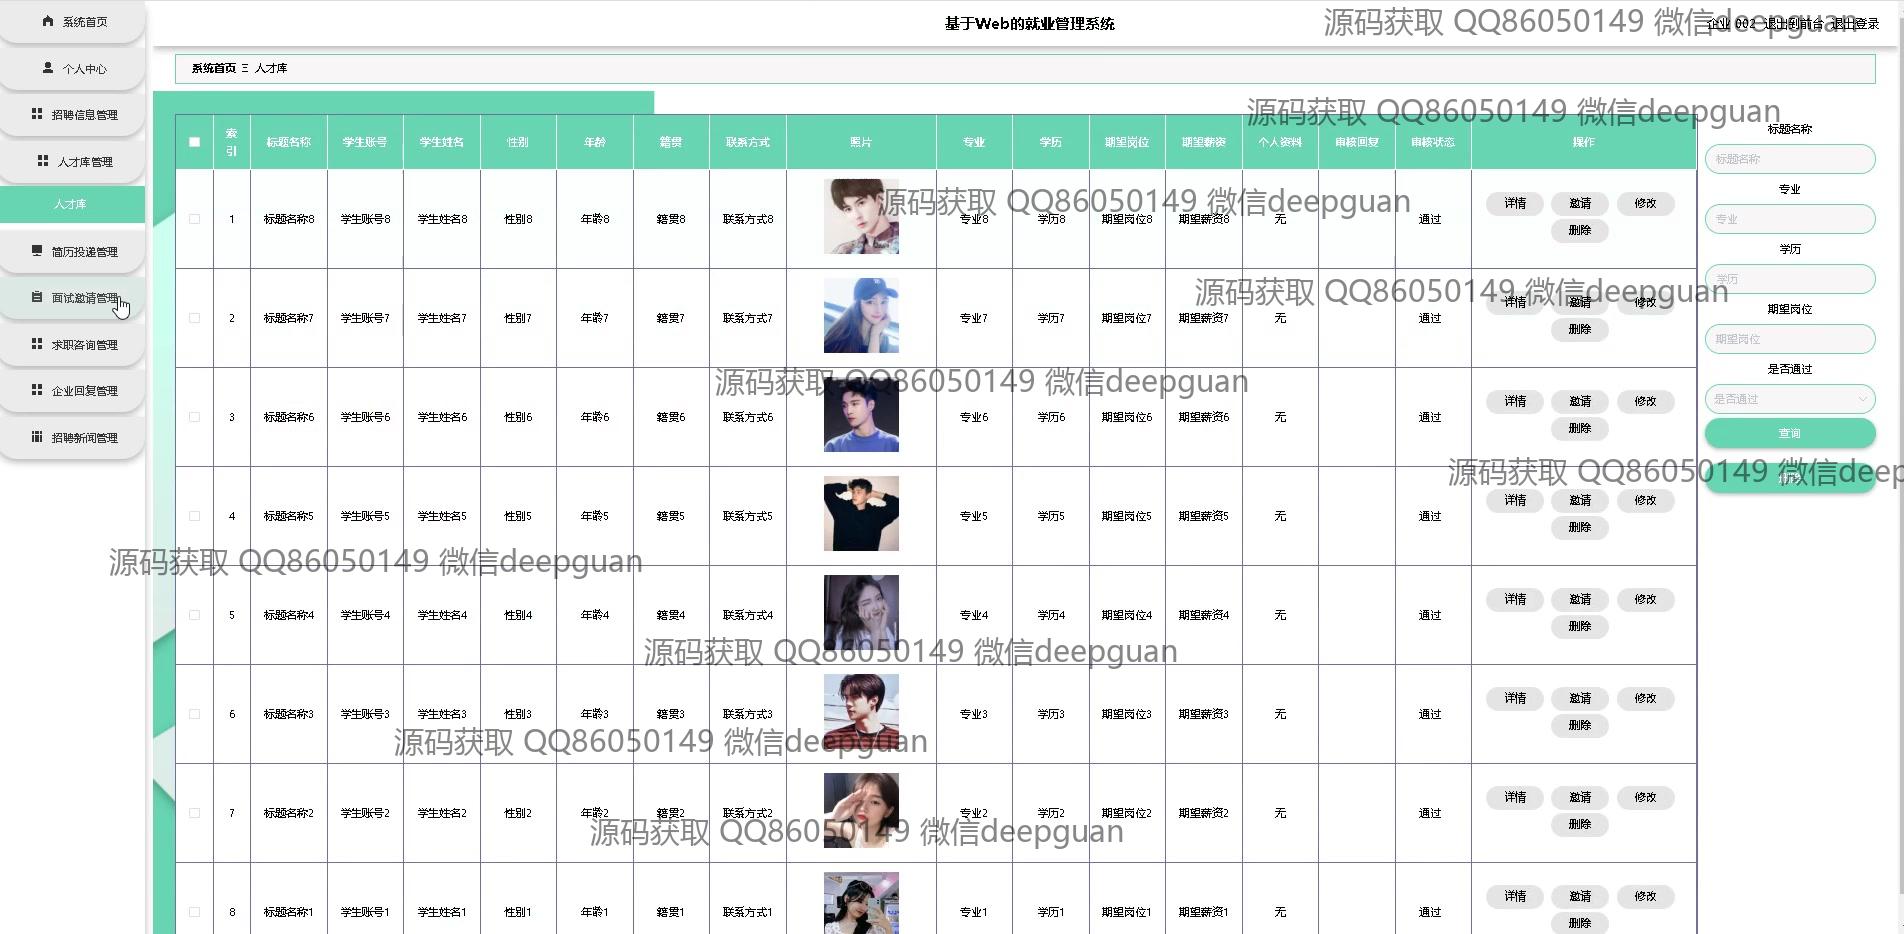 系统首页
个人中心
招聘信息管理
人才库管理
人才库
简历投递管理
面试邀请管理
求职咨询管理
企业回复管理
招聘新闻管理
基于Web的就业管理系统
企业 002 退出到前台 退出登录
源码获取 QQ86050149 微信deepguan
系统首页 Ξ 人才库
源码获取 QQ86050149 微信deepguan
索引 标题名称 学生账号 学生姓名 性别 年龄 籍贯 联系方式 照片 专业 学历 期望岗位 期望薪资 个人资料 审核回复 审核状态 操作
1 标题名称8 学生账号8 学生姓名8 性别8 年龄8 籍贯8 联系方式8 专业8 学历8 期望岗位8 期望薪资8 无 通过 详情 邀请 修改 删除
源码获取 QQ86050149 微信deepguan
2 标题名称7 学生账号7 学生姓名7 性别7 年龄7 籍贯7 联系方式7 专业7 学历7 期望岗位7 期望薪资7 无 通过 详情 邀请 修改 删除
源码获取 QQ86050149 微信deepguan
3 标题名称6 学生账号6 学生姓名6 性别6 年龄6 籍贯6 联系方式6 专业6 学历6 期望岗位6 期望薪资6 无 通过 详情 邀请 修改 删除
源码获取 QQ86050149 微信deepguan
4 标题名称5 学生账号5 学生姓名5 性别5 年龄5 籍贯5 联系方式5 专业5 学历5 期望岗位5 期望薪资5 无 通过 详情 邀请 修改 删除
源码获取 QQ86050149 微信deepguan
5 标题名称4 学生账号4 学生姓名4 性别4 年龄4 籍贯4 联系方式4 专业4 学历4 期望岗位4 期望薪资4 无 通过 详情 邀请 修改 删除
源码获取 QQ86050149 微信deepguan
6 标题名称3 学生账号3 学生姓名3 性别3 年龄3 籍贯3 联系方式3 专业3 学历3 期望岗位3 期望薪资3 无 通过 详情 邀请 修改 删除
源码获取 QQ86050149 微信deepguan
7 标题名称2 学生账号2 学生姓名2 性别2 年龄2 籍贯2 联系方式2 专业2 学历2 期望岗位2 期望薪资2 无 通过 详情 邀请 修改 删除
源码获取 QQ86050149 微信deepguan
8 标题名称1 学生账号1 学生姓名1 性别1 年龄1 籍贯1 联系方式1 专业1 学历1 期望岗位1 期望薪资1 无 通过 详情 邀请 修改 删除
标题名称
标题名称
专业
专业
学历
学历
期望岗位
期望岗位
是否通过
是否通过
查询
源码获取 QQ86050149 微信deep